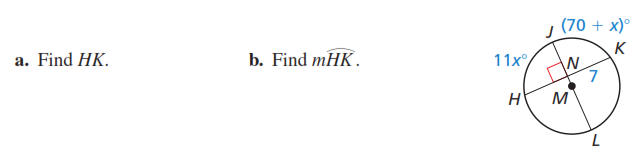 a. Find HK.
b. Find mHK.
J (70 + x)°
K
11x°
N
7
H
M
L